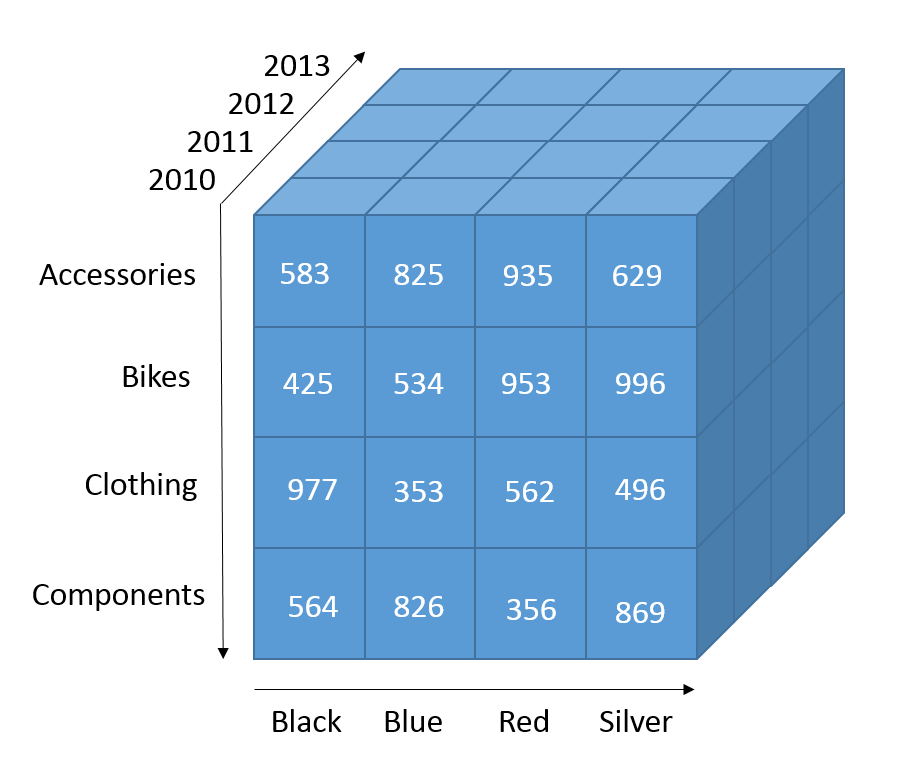 2013
2012
2011
2010
Accessories 583 825 935 629
Bikes 425 534 953 996
Clothing 977 353 562 496
Components 564 826 356 869
Black Blue Red Silver